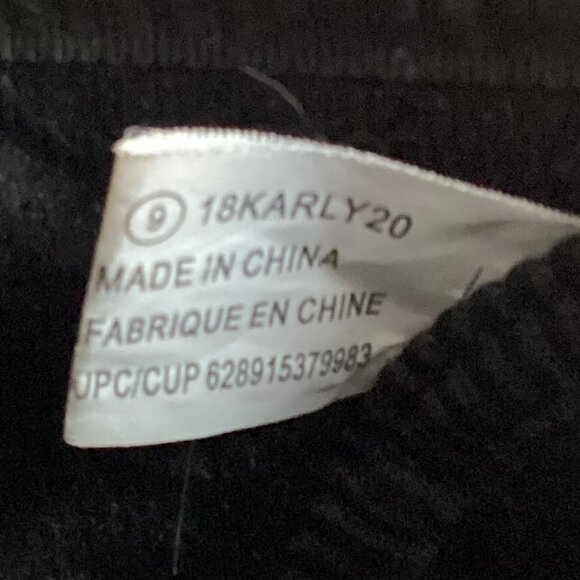 9 18KARLY20
MADE IN CHINA
FABRIQUE EN CHINE
UPC/CUP 628915379983